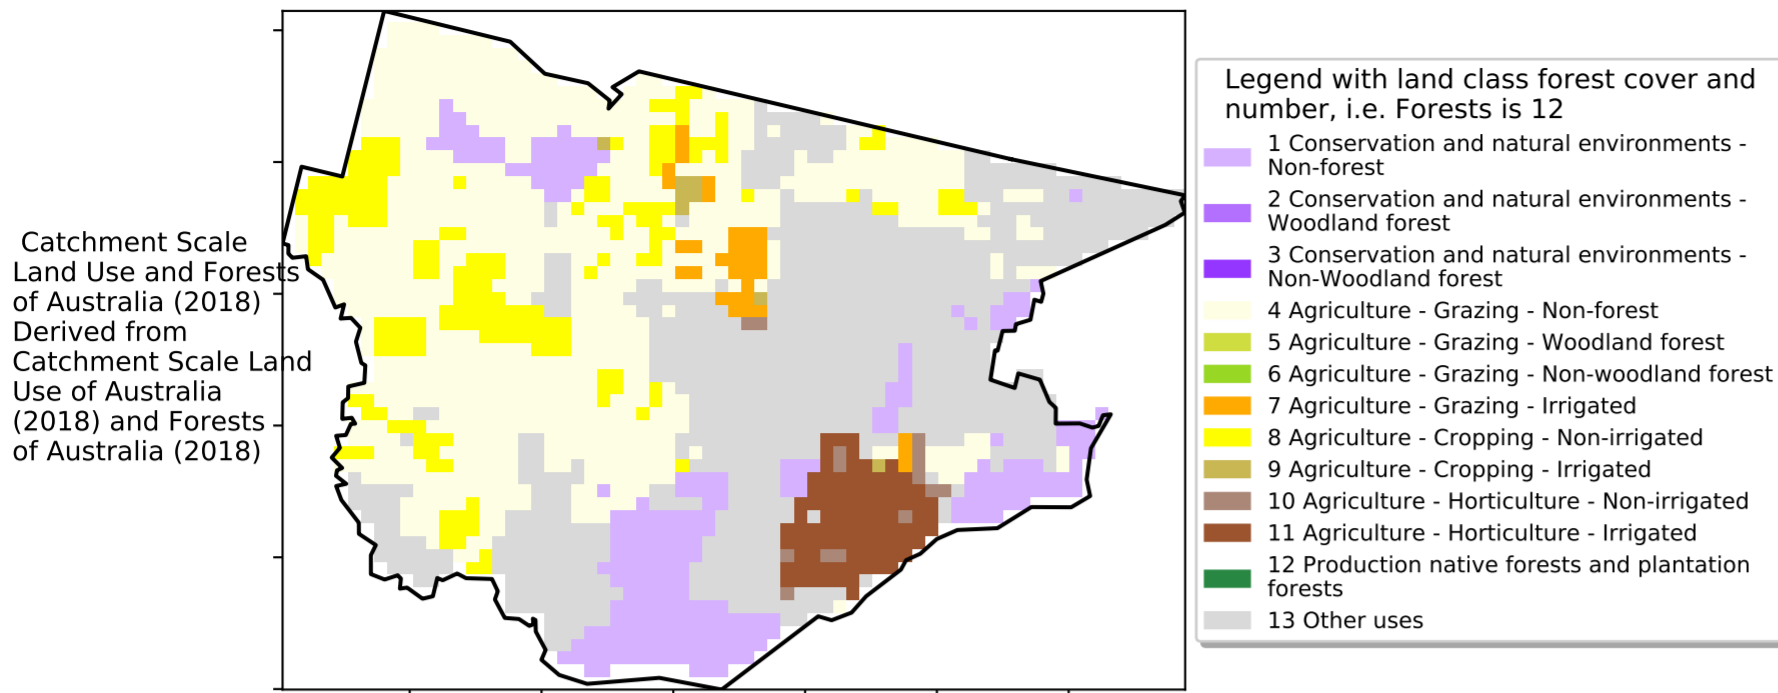 Catchment Scale
Land Use and Forests
of Australia (2018)
Derived from
Catchment Scale Land
Use of Australia
(2018) and Forests
of Australia (2018)
Legend with land class forest cover and
number, i.e. Forests is 12
1 Conservation and natural environments -
Non-forest
2 Conservation and natural environments -
Woodland forest
3 Conservation and natural environments -
Non-Woodland forest
4 Agriculture - Grazing - Non-forest
5 Agriculture - Grazing - Woodland forest
6 Agriculture - Grazing - Non-woodland forest
7 Agriculture - Grazing - Irrigated
8 Agriculture - Cropping - Non-irrigated
9 Agriculture - Cropping - Irrigated
10 Agriculture - Horticulture - Non-irrigated
11 Agriculture - Horticulture - Irrigated
12 Production native forests and plantation
forests
13 Other uses